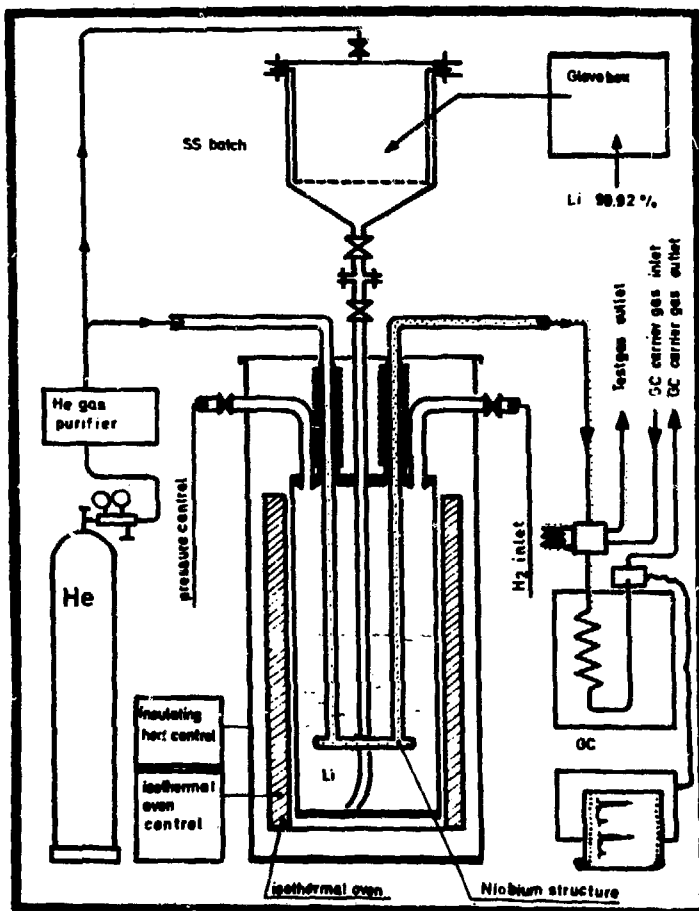 Glove box
SS batch
Li 99.92 %
Testgas outlet
GC carrier gas inlet
GC carrier gas outlet
He gas
purifier
pressure control
H2 inlet
He
Insulating
heat control
isothermal
oven
control
Li
GC
isothermal oven
Niobium structure